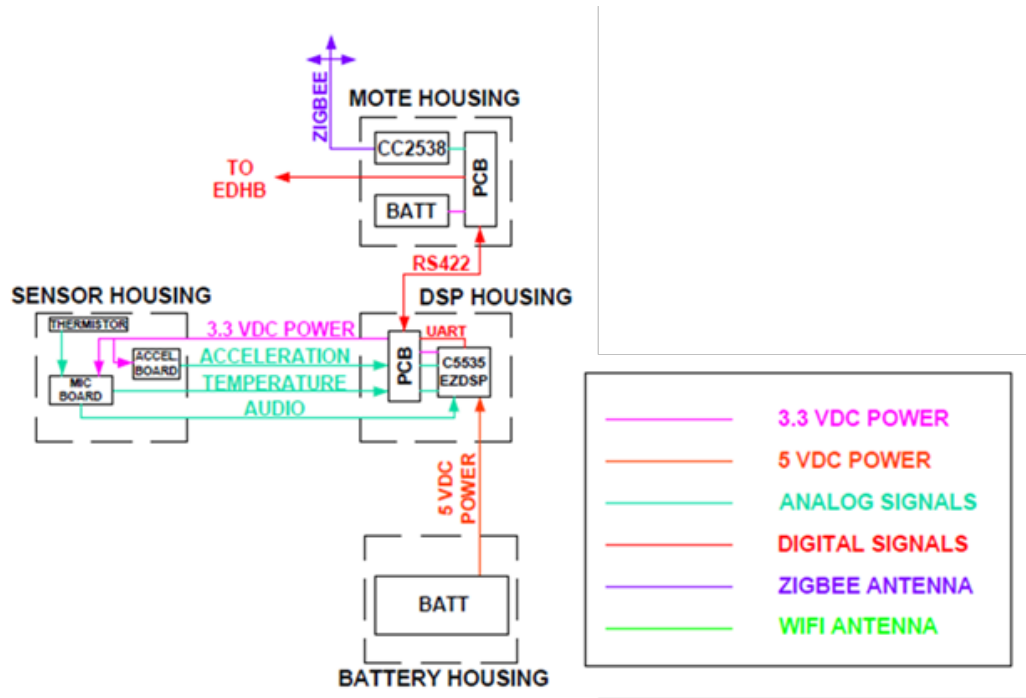 ZIGBEE
MOTE HOUSING
CC2538
PCB
BATT
TO
EDHB
RS422
SENSOR HOUSING
DSP HOUSING
THERMISTOR
3.3 VDC POWER
UART
ACCEL.
BOARD
ACCELERATION
PCB
C5535
EZDSP
MIC
BOARD
TEMPERATURE
AUDIO
5 VDC
POWER
BATT
BATTERY HOUSING
3.3 VDC POWER
5 VDC POWER
ANALOG SIGNALS
DIGITAL SIGNALS
ZIGBEE ANTENNA
WIFI ANTENNA